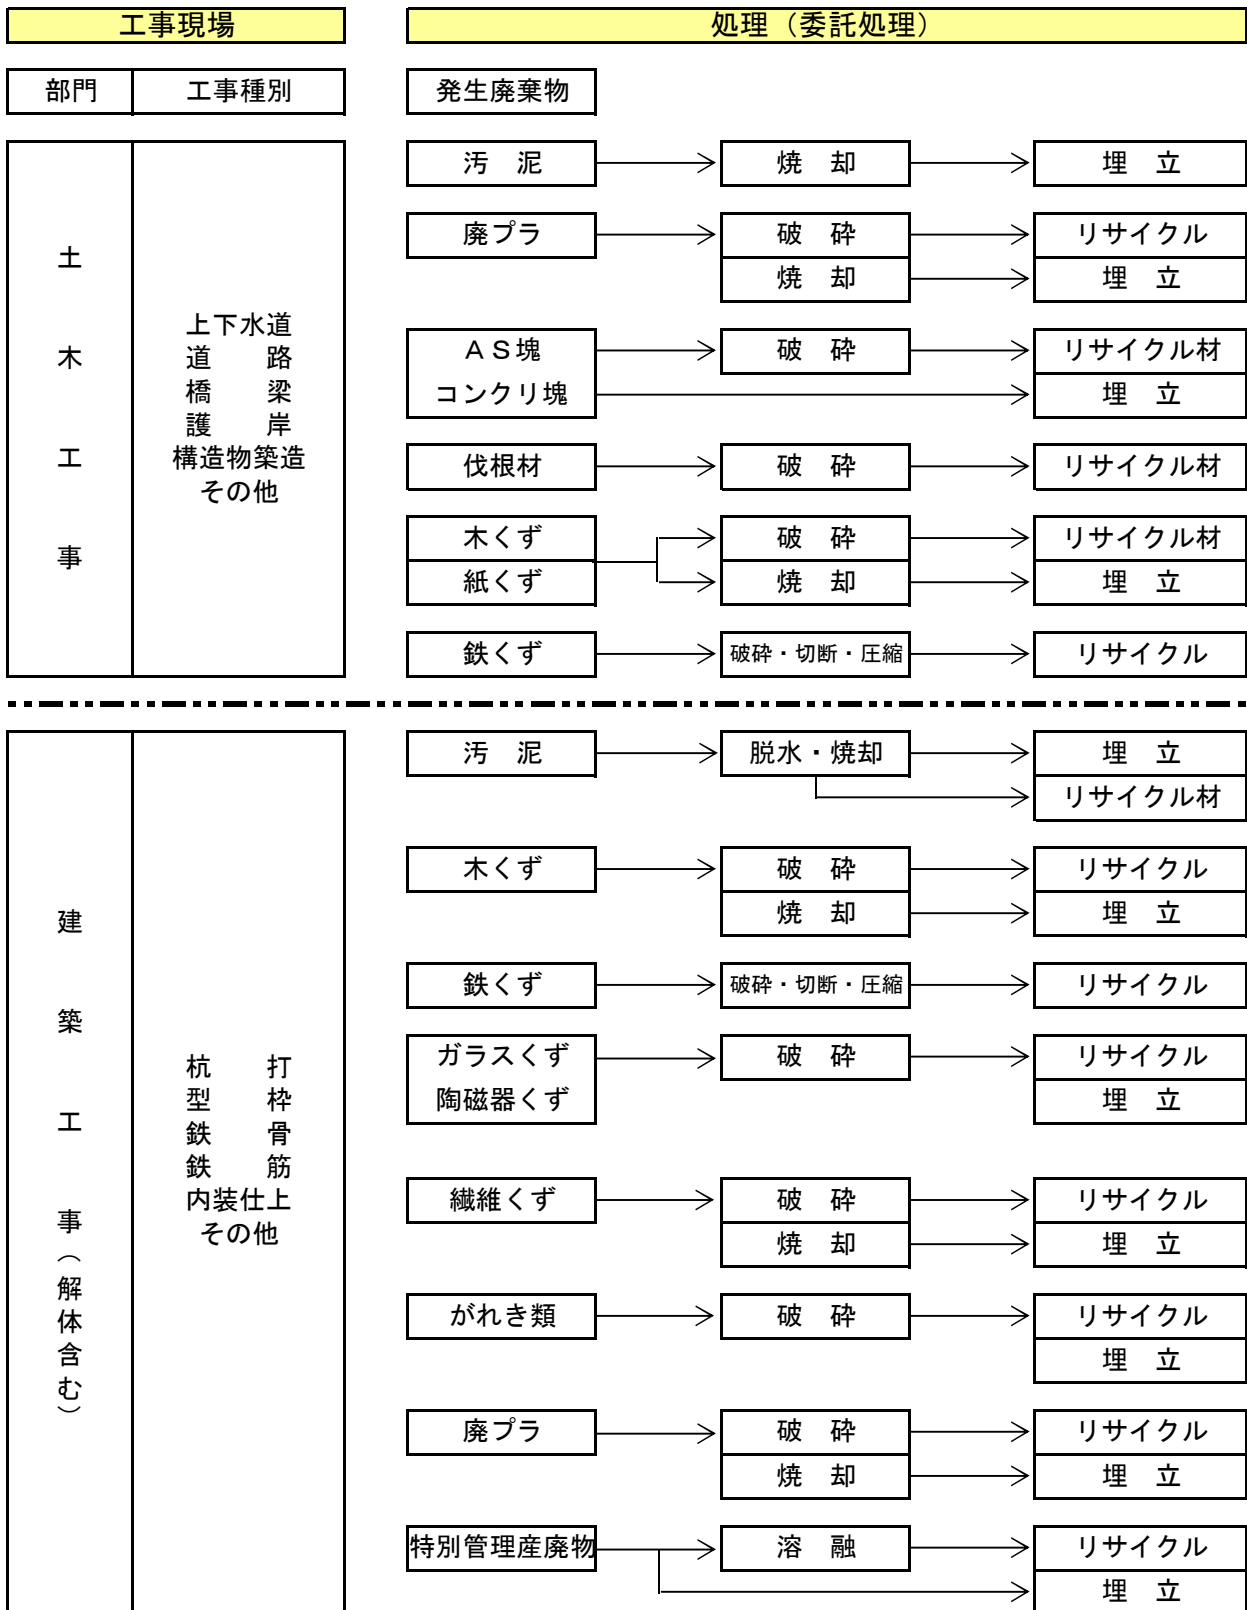 工事現場
処理（委託処理）
部門
工事種別
発生廃棄物
土木工事
上下水道
道　　路
橋　　梁
護　　岸
構造物築造
その他
汚　泥
焼　却
埋　立
廃プラ
破　砕
リサイクル
焼　却
埋　立
ＡＳ塊
破　砕
リサイクル材
コンクリ塊
埋　立
伐根材
破　砕
リサイクル材
木くず
破　砕
リサイクル材
紙くず
焼　却
埋　立
鉄くず
破砕・切断・圧縮
リサイクル
建築工事（解体含む）
杭　　打
型　　枠
鉄　　骨
鉄　　筋
内装仕上
その他
汚　泥
脱水・焼却
埋　立
リサイクル材
木くず
破　砕
リサイクル
焼　却
埋　立
鉄くず
破砕・切断・圧縮
リサイクル
ガラスくず
破　砕
リサイクル
陶磁器くず
埋　立
繊維くず
破　砕
リサイクル
焼　却
埋　立
がれき類
破　砕
リサイクル
埋　立
廃プラ
破　砕
リサイクル
焼　却
埋　立
特別管理産廃物
溶　融
リサイクル
埋　立